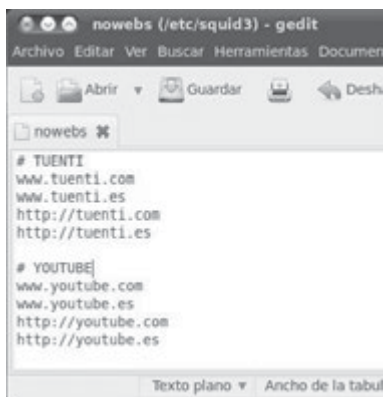 nowebs (/etc/squid3) - gedit
Archivo Editar Ver Buscar Herramientas Documen
Abrir Guardar Desha
nowebs
# TUENTI
www.tuenti.com
www.tuenti.es
http://tuenti.com
http://tuenti.es
# YOUTUBE
www.youtube.com
www.youtube.es
http://youtube.com
http://youtube.es
Texto plano Ancho de la tabul